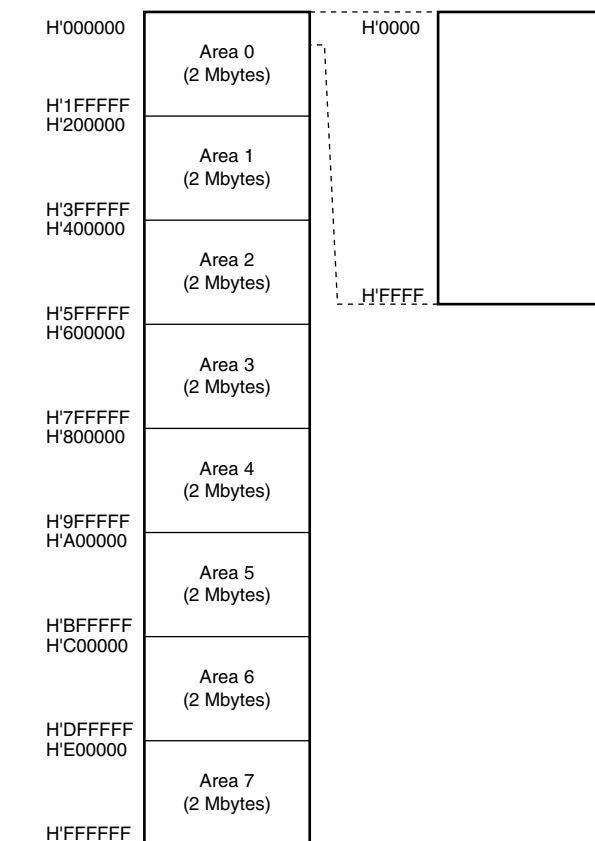 H'000000
Area 0
(2 Mbytes)
H'1FFFFF
H'200000
Area 1
(2 Mbytes)
H'3FFFFF
H'400000
Area 2
(2 Mbytes)
H'5FFFFF
H'600000
Area 3
(2 Mbytes)
H'7FFFFF
H'800000
Area 4
(2 Mbytes)
H'9FFFFF
H'A00000
Area 5
(2 Mbytes)
H'BFFFFF
H'C00000
Area 6
(2 Mbytes)
H'DFFFFF
H'E00000
Area 7
(2 Mbytes)
H'FFFFFF
H'0000
H'FFFF